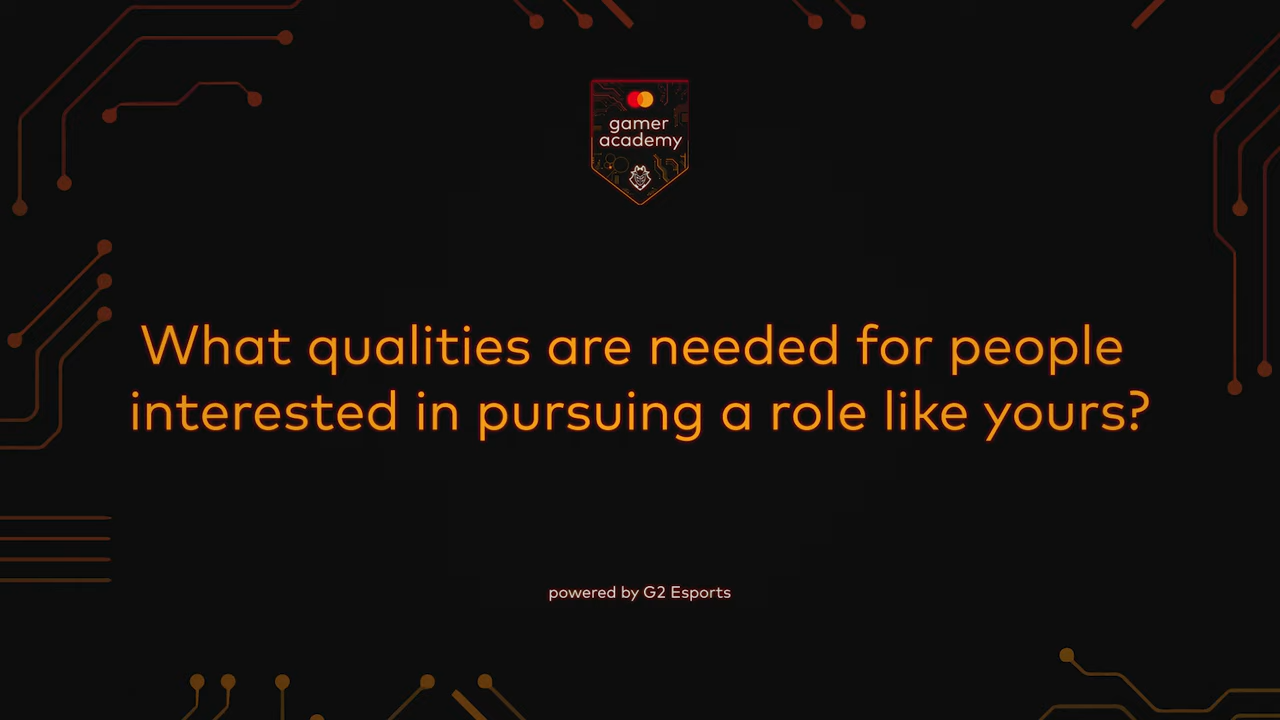 gamer
academy
What qualities are needed for people
interested in pursuing a role like yours?
powered by G2 Esports